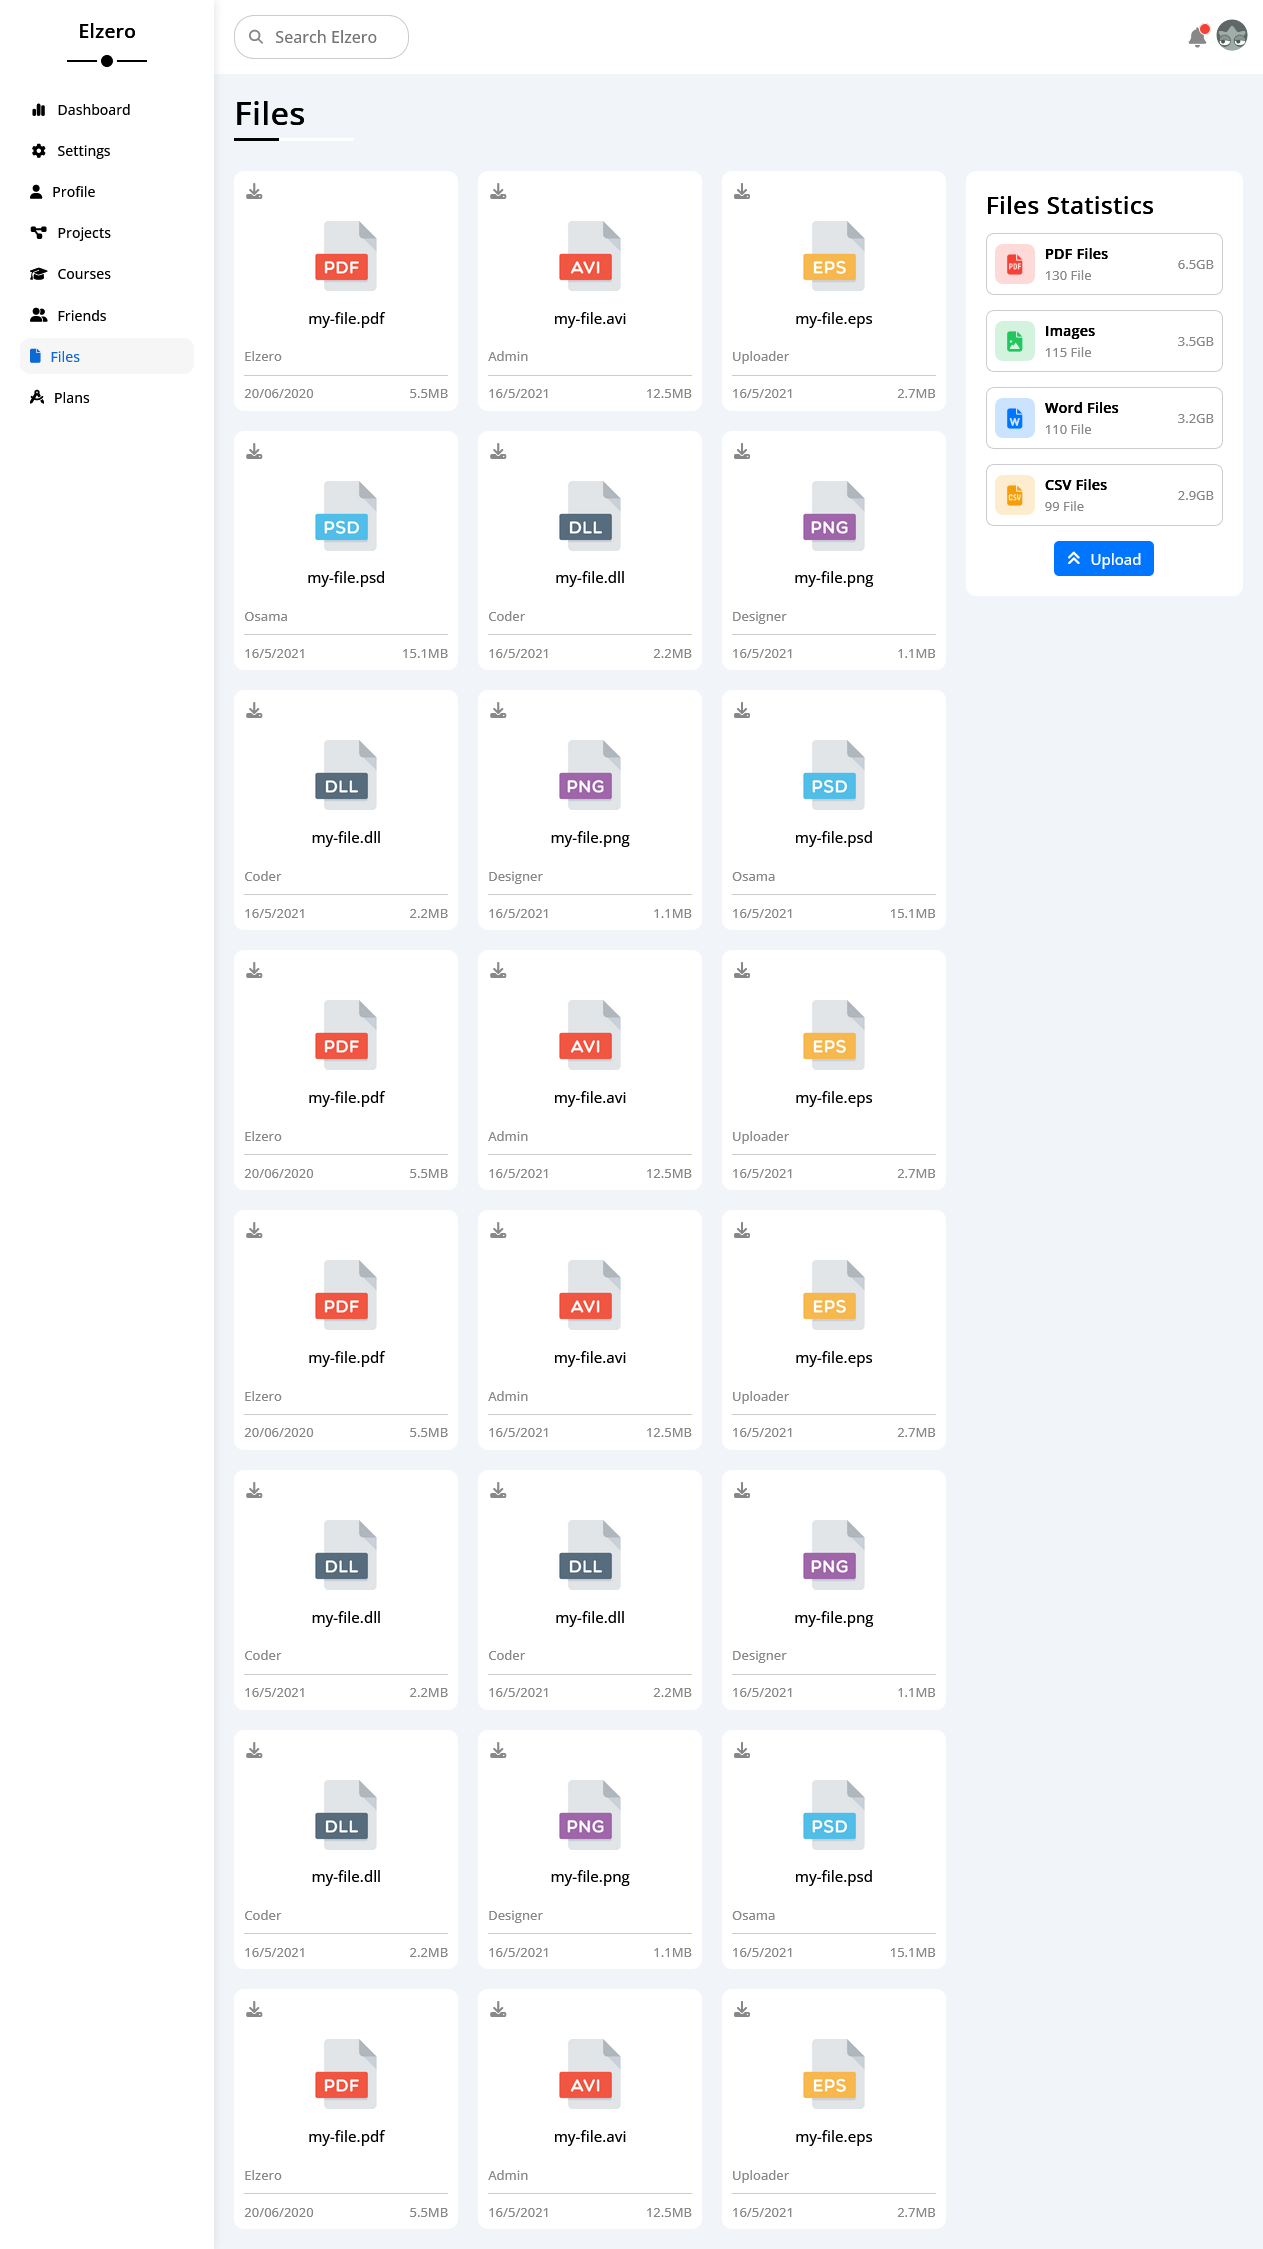 Elzero
Dashboard
Settings
Profile
Projects
Courses
Friends
Files
Plans
Search Elzero
Files
PDF
my-file.pdf
Elzero
20/06/2020 5.5MB
AVI
my-file.avi
Admin
16/5/2021 12.5MB
EPS
my-file.eps
Uploader
16/5/2021 2.7MB
PSD
my-file.psd
Osama
16/5/2021 15.1MB
DLL
my-file.dll
Coder
16/5/2021 2.2MB
PNG
my-file.png
Designer
16/5/2021 1.1MB
DLL
my-file.dll
Coder
16/5/2021 2.2MB
PNG
my-file.png
Designer
16/5/2021 1.1MB
PSD
my-file.psd
Osama
16/5/2021 15.1MB
PDF
my-file.pdf
Elzero
20/06/2020 5.5MB
AVI
my-file.avi
Admin
16/5/2021 12.5MB
EPS
my-file.eps
Uploader
16/5/2021 2.7MB
PDF
my-file.pdf
Elzero
20/06/2020 5.5MB
AVI
my-file.avi
Admin
16/5/2021 12.5MB
EPS
my-file.eps
Uploader
16/5/2021 2.7MB
DLL
my-file.dll
Coder
16/5/2021 2.2MB
DLL
my-file.dll
Coder
16/5/2021 2.2MB
PNG
my-file.png
Designer
16/5/2021 1.1MB
DLL
my-file.dll
Coder
16/5/2021 2.2MB
PNG
my-file.png
Designer
16/5/2021 1.1MB
PSD
my-file.psd
Osama
16/5/2021 15.1MB
PDF
my-file.pdf
Elzero
20/06/2020 5.5MB
AVI
my-file.avi
Admin
16/5/2021 12.5MB
EPS
my-file.eps
Uploader
16/5/2021 2.7MB
Files Statistics
PDF
PDF Files
130 File
6.5GB
Images
115 File
3.5GB
W
Word Files
110 File
3.2GB
CSV
CSV Files
99 File
2.9GB
Upload